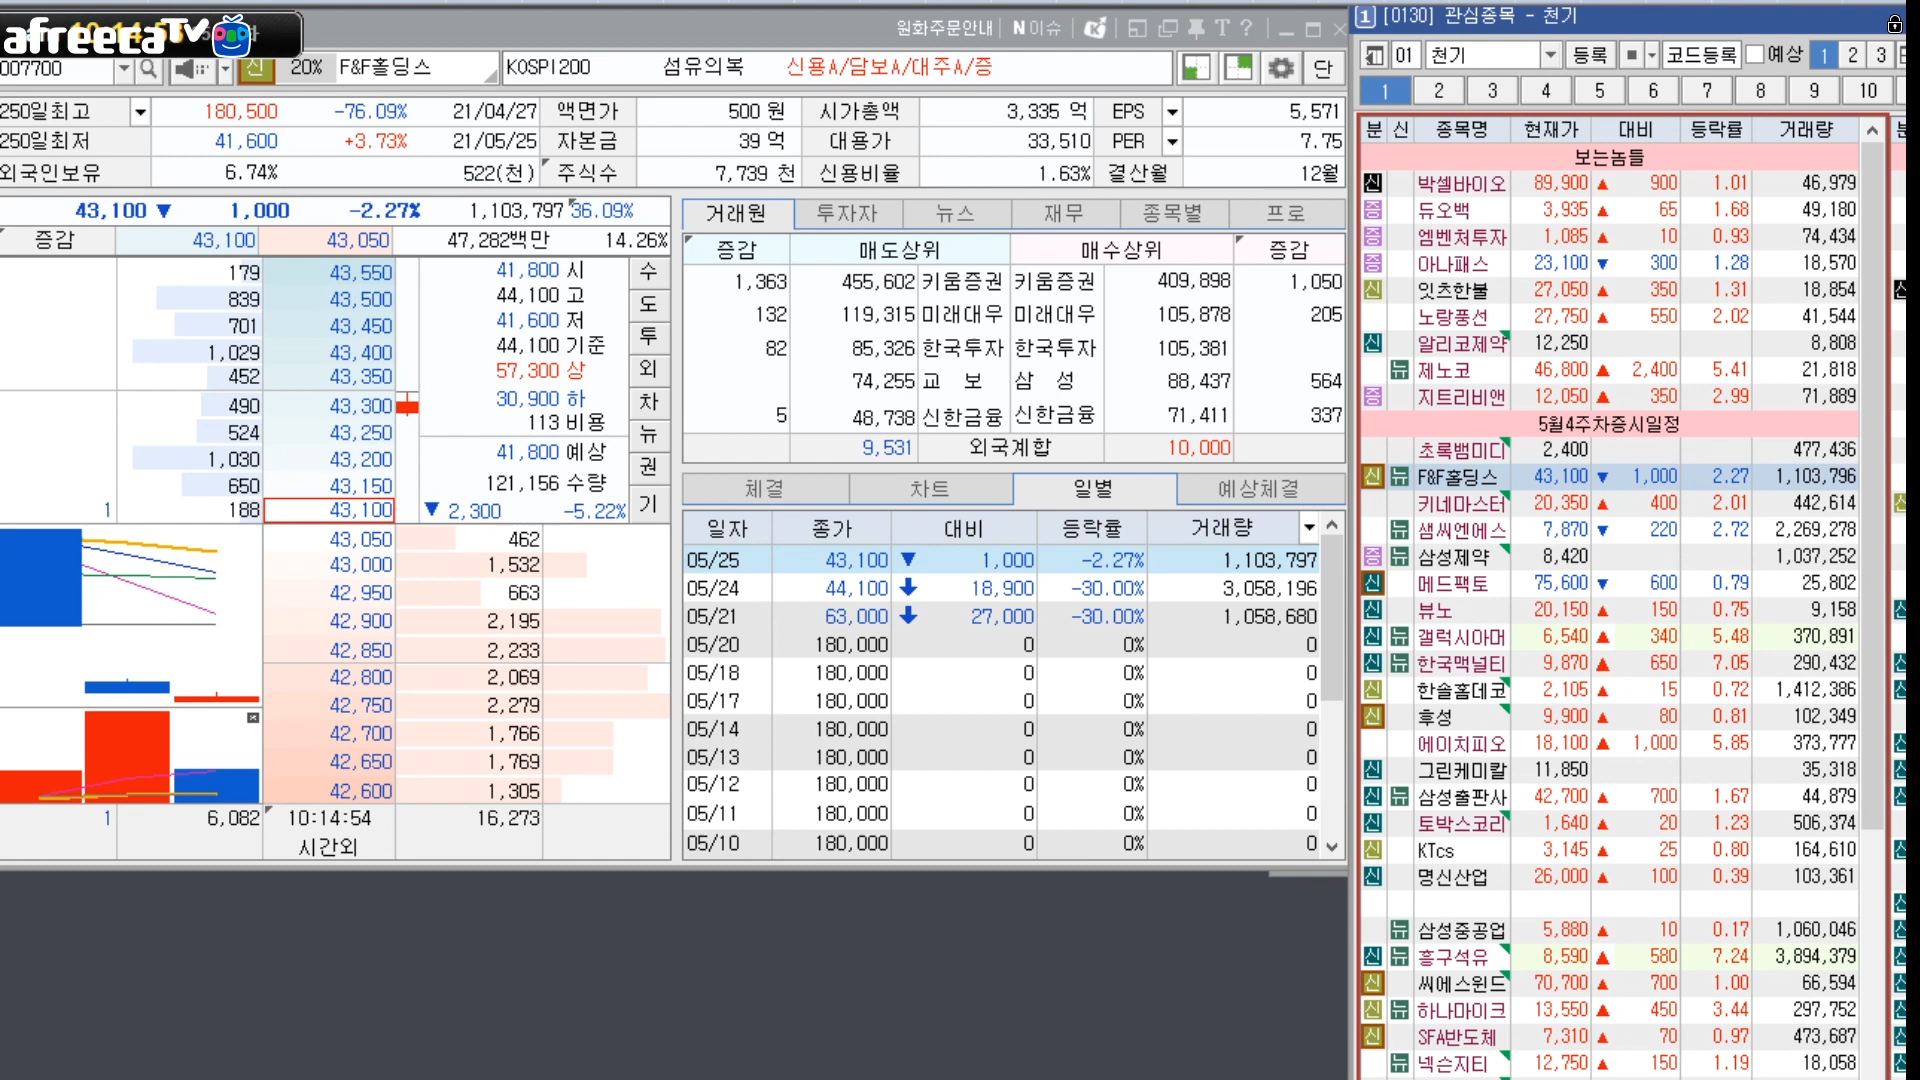 afreecaTV
원화주문안내 N이슈 T ?
007700 신 20% F&F홀딩스 KOSPI200 섬유의복 신용A/담보A/대주A/증 단
250일최고 180,500 -76.09% 21/04/27 액면가 500 원 시가총액 3,335 억 EPS 5,571
250일최저 41,600 +3.73% 21/05/25 자본금 39 억 대용가 33,510 PER 7.75
외국인보유 6.74% 522(천) 주식수 7,739 천 신용비율 1.63% 결산월 12월
43,100 ▼ 1,000 -2.27% 1,103,797 36.09%
증감 43,100 43,050 47,282백만 14.26%
179 43,550 41,800 시 수
839 43,500 44,100 고 도
701 43,450 41,600 저 투
1,029 43,400 44,100 기준
452 43,350 57,300 상 외
490 43,300 30,900 하 차
524 43,250 113 비용 뉴
1,030 43,200 41,800 예상 권
650 43,150 121,156 수량 기
1 188 43,100 ▼ 2,300 -5.22%
43,050 462
43,000 1,532
42,950 663
42,900 2,195
42,850 2,233
42,800 2,069
42,750 2,279
42,700 1,766
42,650 1,769
42,600 1,305
1 6,082 10:14:54 16,273
시간외
거래원 투자자 뉴스 재무 종목별 프로
증감 매도상위 매수상위 증감
1,363 455,602 키움증권 키움증권 409,898 1,050
132 119,315 미래대우 미래대우 105,878 205
82 85,326 한국투자 한국투자 105,381
74,255 교 보 삼 성 88,437 564
5 48,738 신한금융 신한금융 71,411 337
9,531 외국계합 10,000
체결 차트 일별 예상체결
일자 종가 대비 등락률 거래량
05/25 43,100 ▼ 1,000 -2.27% 1,103,797
05/24 44,100 ↓ 18,900 -30.00% 3,058,196
05/21 63,000 ↓ 27,000 -30.00% 1,058,680
05/20 180,000 0 0% 0
05/18 180,000 0 0% 0
05/17 180,000 0 0% 0
05/14 180,000 0 0% 0
05/13 180,000 0 0% 0
05/12 180,000 0 0% 0
05/11 180,000 0 0% 0
05/10 180,000 0 0% 0
1 [0130] 관심종목 - 천기
01 천기 등록 코드등록 예상 1 2 3
1 2 3 4 5 6 7 8 9 10
분 신 종목명 현재가 대비 등락률 거래량
보는놈들
신 박셀바이오 89,900 ▲ 900 1.01 46,979
증 듀오백 3,935 ▲ 65 1.68 49,180
증 엠벤처투자 1,085 ▲ 10 0.93 74,434
증 아나패스 23,100 ▼ 300 1.28 18,570
신 잇츠한불 27,050 ▲ 350 1.31 18,854
노랑풍선 27,750 ▲ 550 2.02 41,544
신 알리코제약 12,250 8,808
뉴 제노코 46,800 ▲ 2,400 5.41 21,818
증 지트리비앤 12,050 ▲ 350 2.99 71,889
5월4주차증시일정
초록뱀미디 2,400 477,436
신 뉴 F&F홀딩스 43,100 ▼ 1,000 2.27 1,103,796
키네마스터 20,350 ▲ 400 2.01 442,614
뉴 샘씨엔에스 7,870 ▼ 220 2.72 2,269,278
증 뉴 삼성제약 8,420 1,037,252
신 메드팩토 75,600 ▼ 600 0.79 25,802
신 뷰노 20,150 ▲ 150 0.75 9,158
신 뉴 갤럭시아머 6,540 ▲ 340 5.48 370,891
신 뉴 한국맥널티 9,870 ▲ 650 7.05 290,432
신 한솔홈데코 2,105 ▲ 15 0.72 1,412,386
신 후성 9,900 ▲ 80 0.81 102,349
에이치피오 18,100 ▲ 1,000 5.85 373,777
신 그린케미칼 11,850 35,318
신 뉴 삼성출판사 42,700 ▲ 700 1.67 44,879
신 토박스코리 1,640 ▲ 20 1.23 506,374
신 KTcs 3,145 ▲ 25 0.80 164,610
신 명신산업 26,000 ▲ 100 0.39 103,361
뉴 삼성중공업 5,880 ▲ 10 0.17 1,060,046
신 뉴 흥구석유 8,590 ▲ 580 7.24 3,894,379
신 씨에스윈드 70,700 ▲ 700 1.00 66,594
신 뉴 하나마이크 13,550 ▲ 450 3.44 297,752
신 SFA반도체 7,310 ▲ 70 0.97 473,687
뉴 넥슨지티 12,750 ▲ 150 1.19 18,058